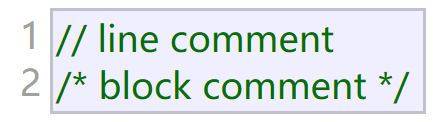 1 // line comment
2 /* block comment */